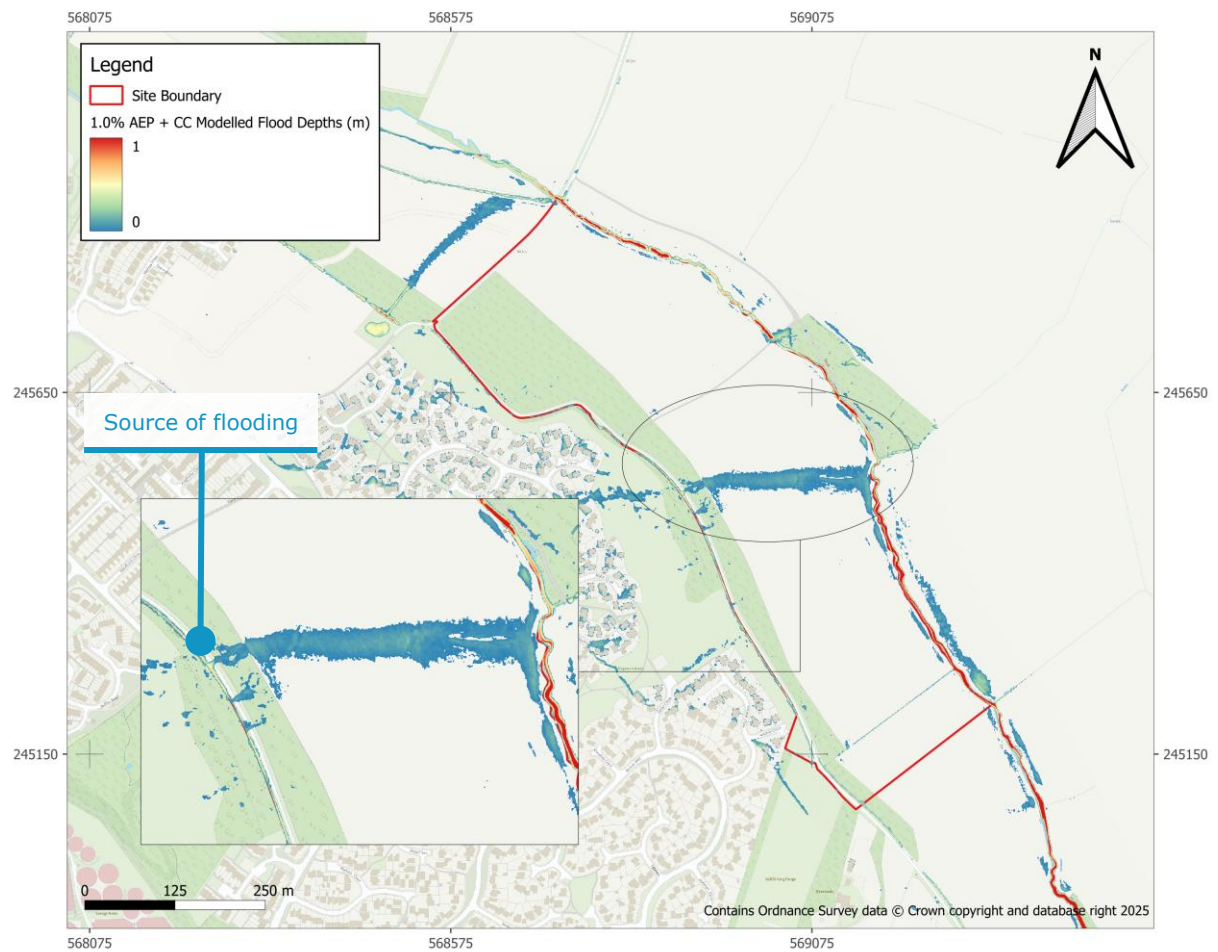 568075
568575
569075
Legend
Site Boundary
1.0% AEP + CC Modelled Flood Depths (m)
1
0
N
245650
245650
Source of flooding
245150
245150
0
125
250 m
Contains Ordnance Survey data © Crown copyright and database right 2025
568075
568575
569075